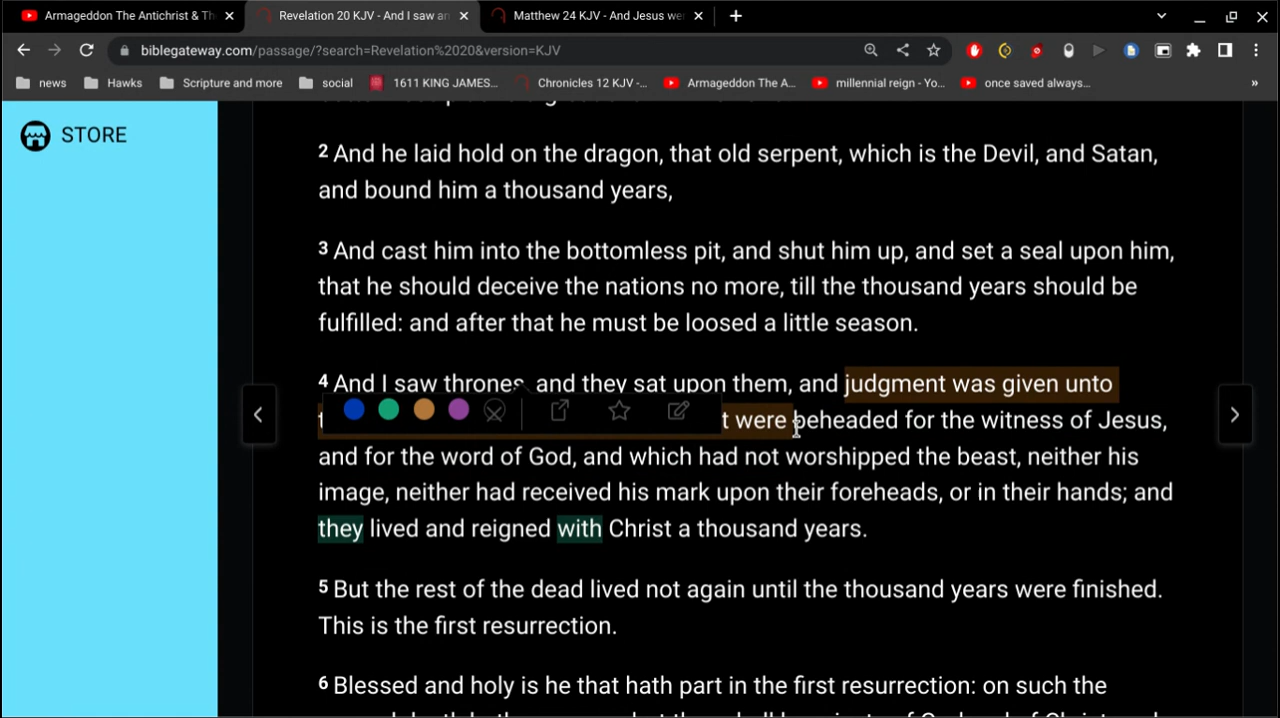 Armageddon The Antichrist & Th
Revelation 20 KJV - And I saw an
Matthew 24 KJV - And Jesus we
biblegateway.com/passage/?search=Revelation%2020&version=KJV
news
Hawks
Scripture and more
social
1611 KING JAMES...
Chronicles 12 KJV -...
Armageddon The A...
millennial reign - Yo...
once saved always...
»
STORE
2 And he laid hold on the dragon, that old serpent, which is the Devil, and Satan,
and bound him a thousand years,
3 And cast him into the bottomless pit, and shut him up, and set a seal upon him,
that he should deceive the nations no more, till the thousand years should be
fulfilled: and after that he must be loosed a little season.
4 And I saw thrones, and they sat upon them, and judgment was given unto
were beheaded for the witness of Jesus,
and for the word of God, and which had not worshipped the beast, neither his
image, neither had received his mark upon their foreheads, or in their hands; and
they lived and reigned with Christ a thousand years.
5 But the rest of the dead lived not again until the thousand years were finished.
This is the first resurrection.
6 Blessed and holy is he that hath part in the first resurrection: on such the